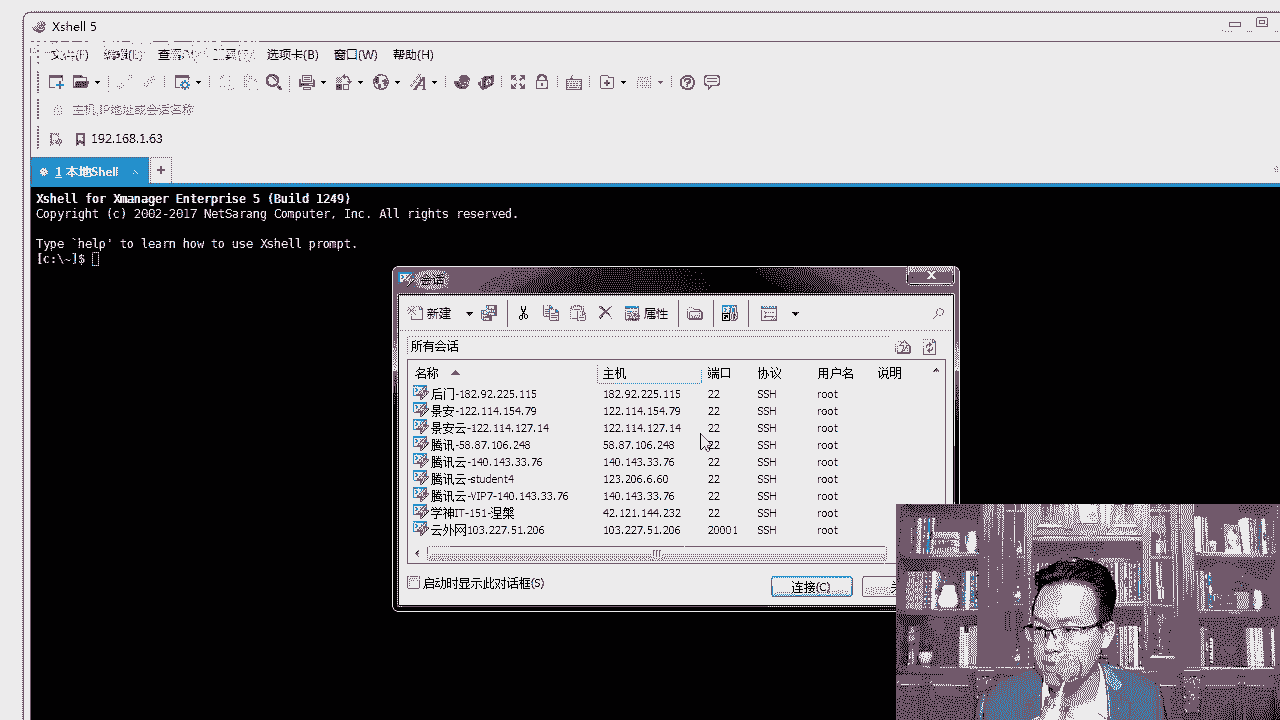 Xshell 5
选项卡(B) 窗口(W) 帮助(H)
主机,IP地址或会话名称
192.168.1.63
1 本地Shell
Xshell for Xmanager Enterprise 5 (Build 1249)
Copyright (c) 2002-2017 NetSarang Computer, Inc. All rights reserved.
Type `help' to learn how to use Xshell prompt.
[c:\~]$
会话
新建 属性
所有会话
名称 主机 端口 协议 用户名 说明
后门-182.92.225.115 182.92.225.115 22 SSH root
景安-122.114.154.79 122.114.154.79 22 SSH root
景安云-122.114.127.14 122.114.127.14 22 SSH root
腾讯-58.87.106.248 58.87.106.248 22 SSH root
腾讯云-140.143.33.76 140.143.33.76 22 SSH root
腾讯云-student4 123.206.6.60 22 SSH root
腾讯云-VIP7-140.143.33.76 140.143.33.76 22 SSH root
学神IT-151-涅槃 42.121.144.232 22 SSH root
云外网103.227.51.206 103.227.51.206 20001 SSH root
启动时显示此对话框(S)
连接(C)